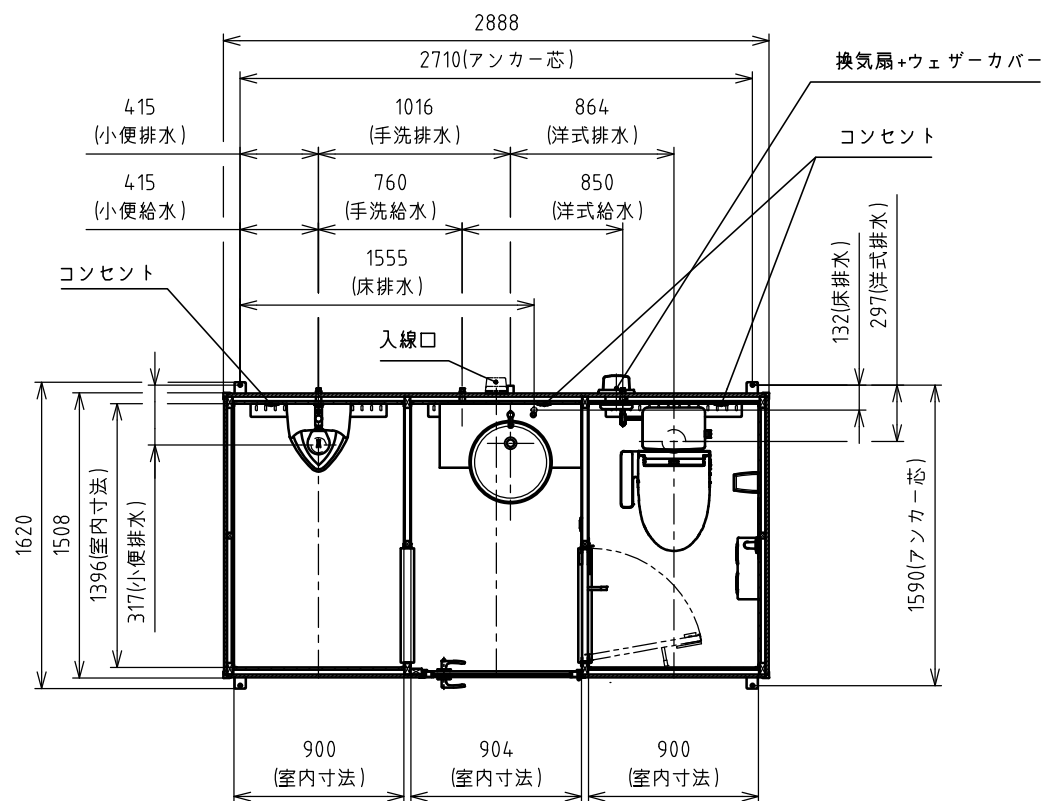 2888
2710(アンカー芯)
換気扇+ウェザーカバー
415
(小便排水)
1016
(手洗排水)
864
(洋式排水)
コンセント
415
(小便給水)
760
(手洗給水)
850
(洋式給水)
1555
(床排水)
コンセント
入線口
132(床排水)
297(洋式排水)
1620
1508
1396(室内寸法)
317(小便排水)
1590(アンカー芯)
900
(室内寸法)
904
(室内寸法)
900
(室内寸法)